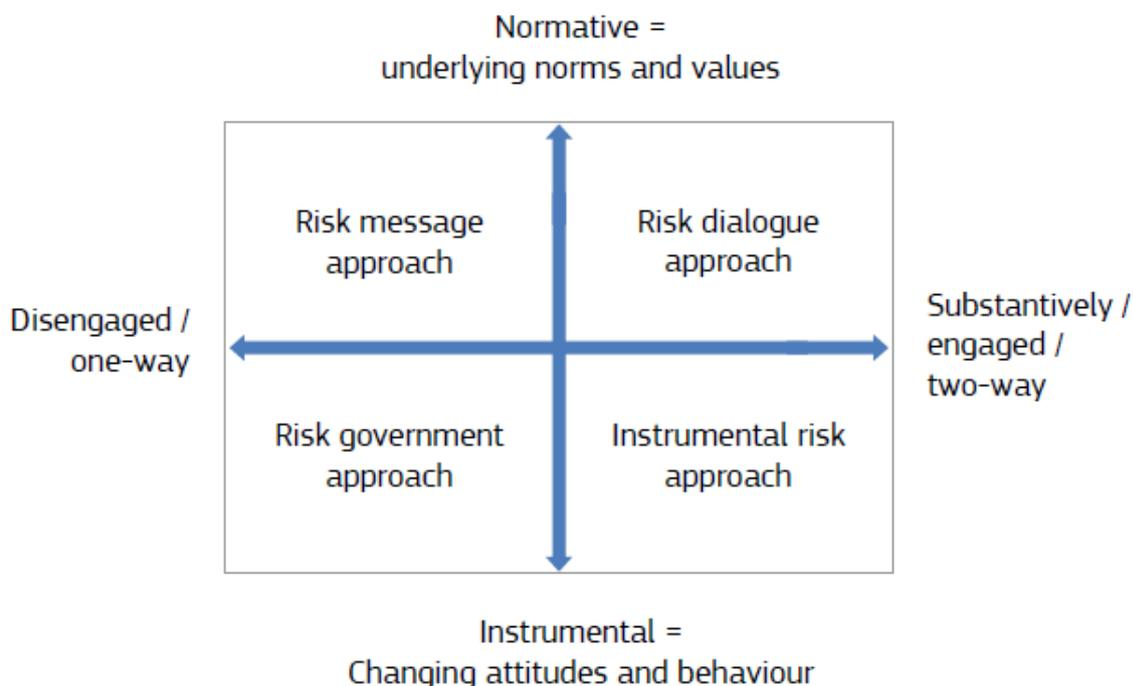 Normative =
underlying norms and values
Risk message
approach
Risk dialogue
approach
Disengaged /
one-way
Substantively /
engaged /
two-way
Risk government
approach
Instrumental risk
approach
Instrumental =
Changing attitudes and behaviour